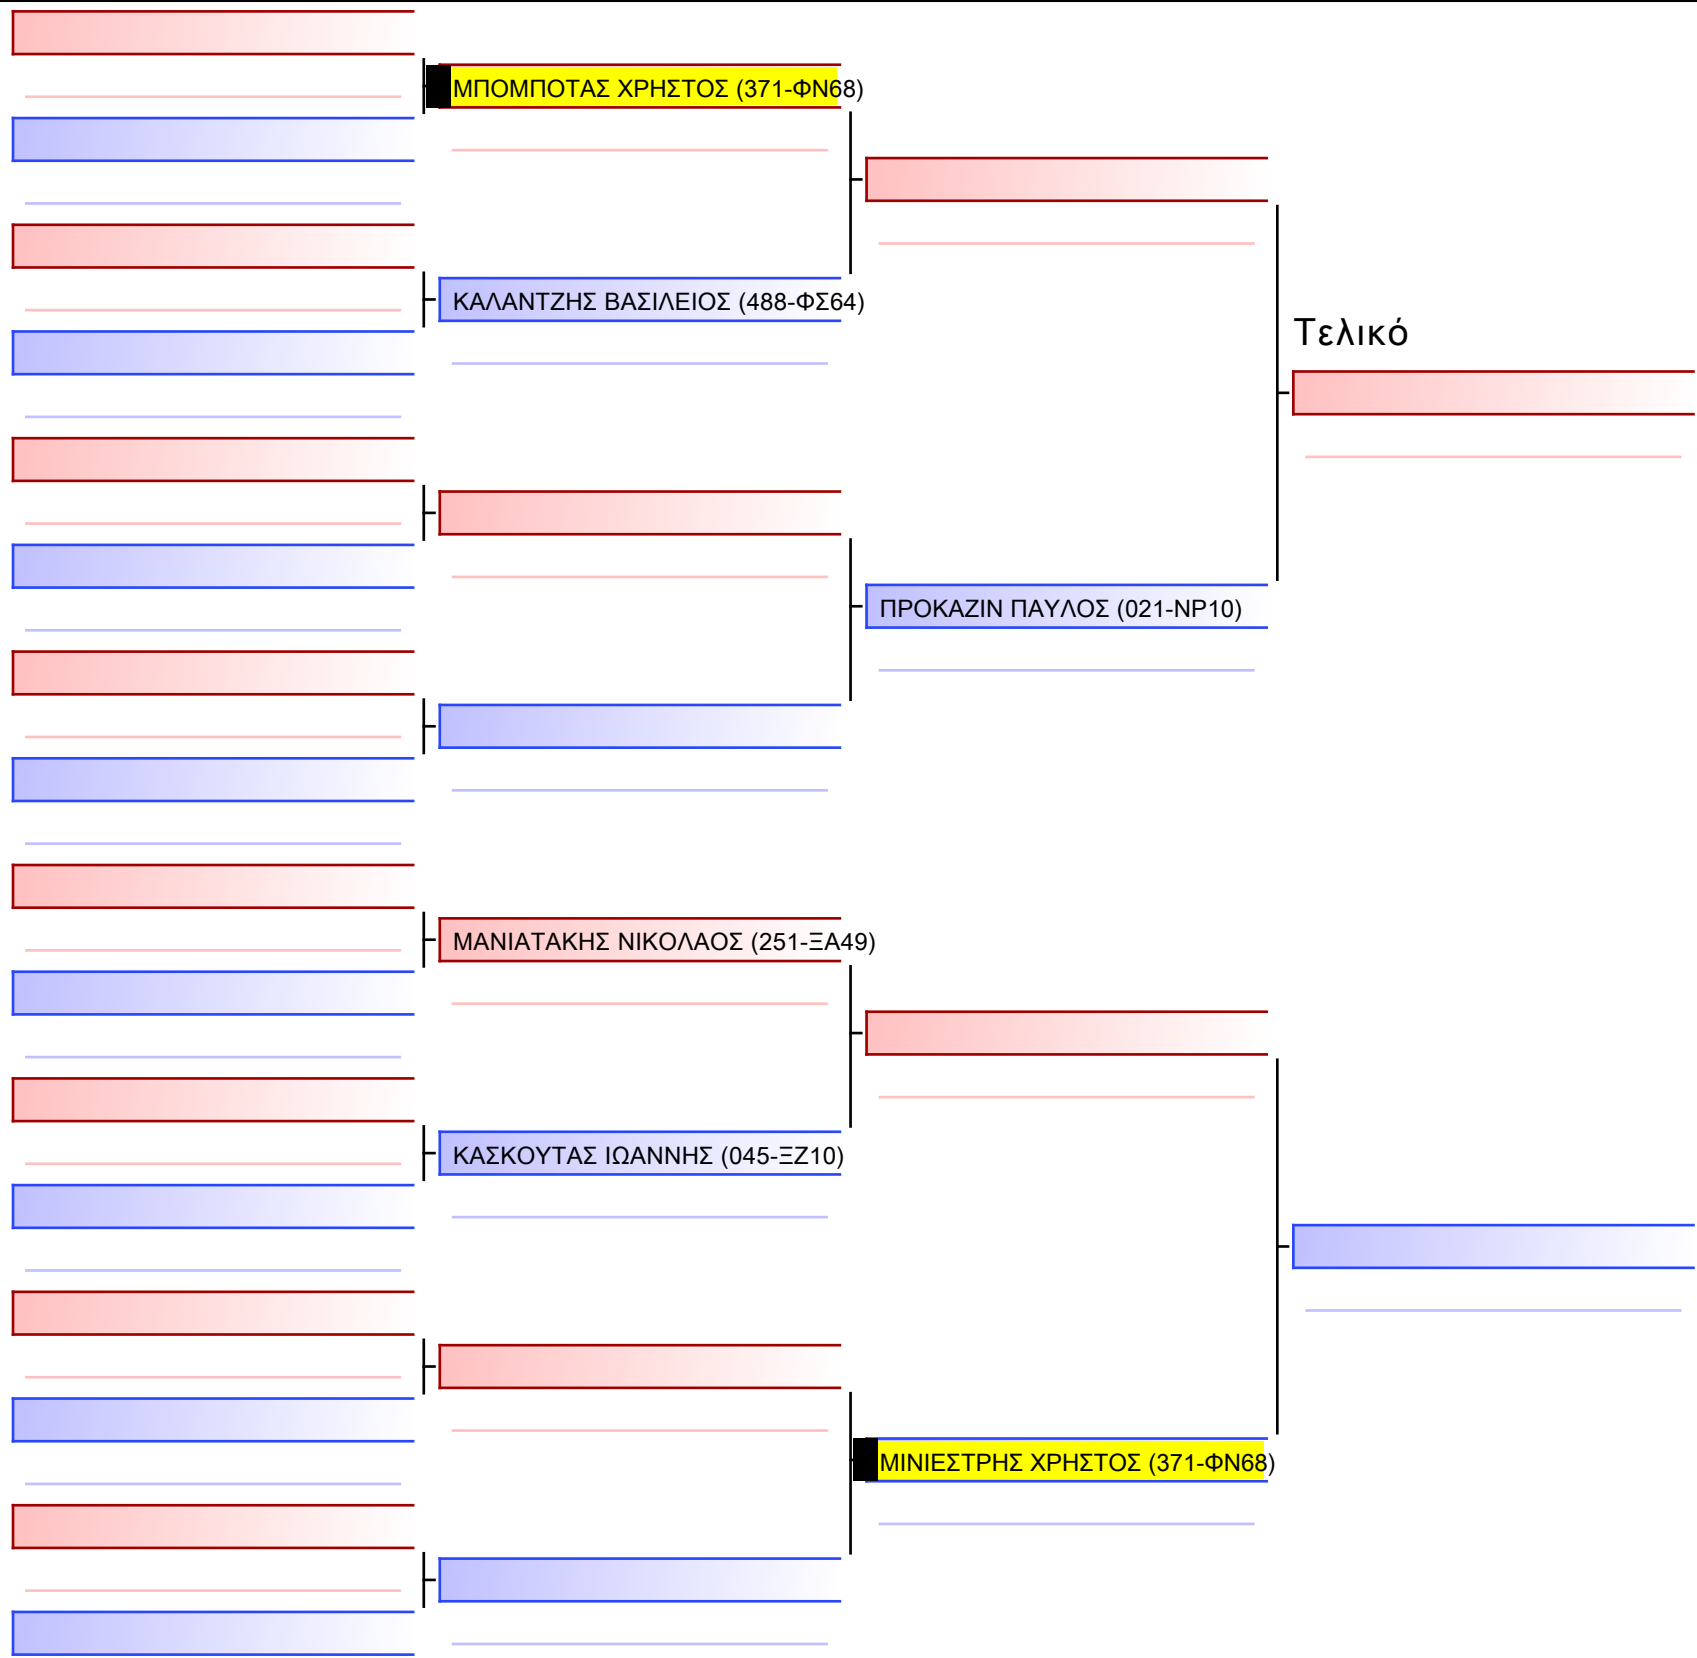 ΜΠΟΜΠΟΤΑΣ ΧΡΗΣΤΟΣ (371-ΦΝ68)
ΚΑΛΑΝΤΖΗΣ ΒΑΣΙΛΕΙΟΣ (488-ΦΣ64)
Τελικό
ΠΡΟΚΑΖΙΝ ΠΑΥΛΟΣ (021-ΝΡ10)
ΜΑΝΙΑΤΑΚΗΣ ΝΙΚΟΛΑΟΣ (251-ΞΑ49)
ΚΑΣΚΟΥΤΑΣ ΙΩΑΝΝΗΣ (045-ΞΖ10)
ΜΙΝΙΕΣΤΡΗΣ ΧΡΗΣΤΟΣ (371-ΦΝ68)